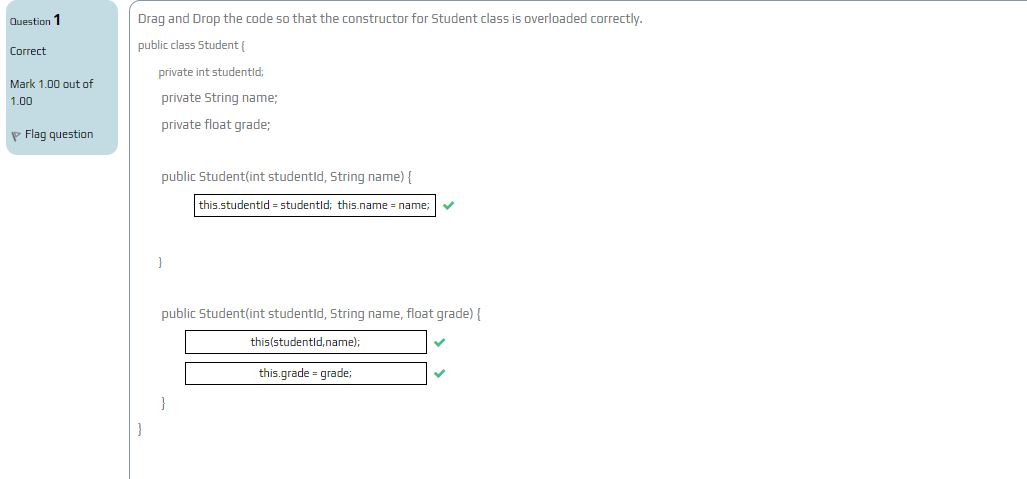 Question 1
Correct
Mark 1.00 out of
1.00
Flag question
Drag and Drop the code so that the constructor for Student class is overloaded correctly.
public class Student {
private int studentId;
private String name;
private float grade;
public Student(int studentId, String name) {
this.studentId = studentId;  this.name = name;
}
public Student(int studentId, String name, float grade) {
this(studentId,name);
this.grade = grade;
}
}